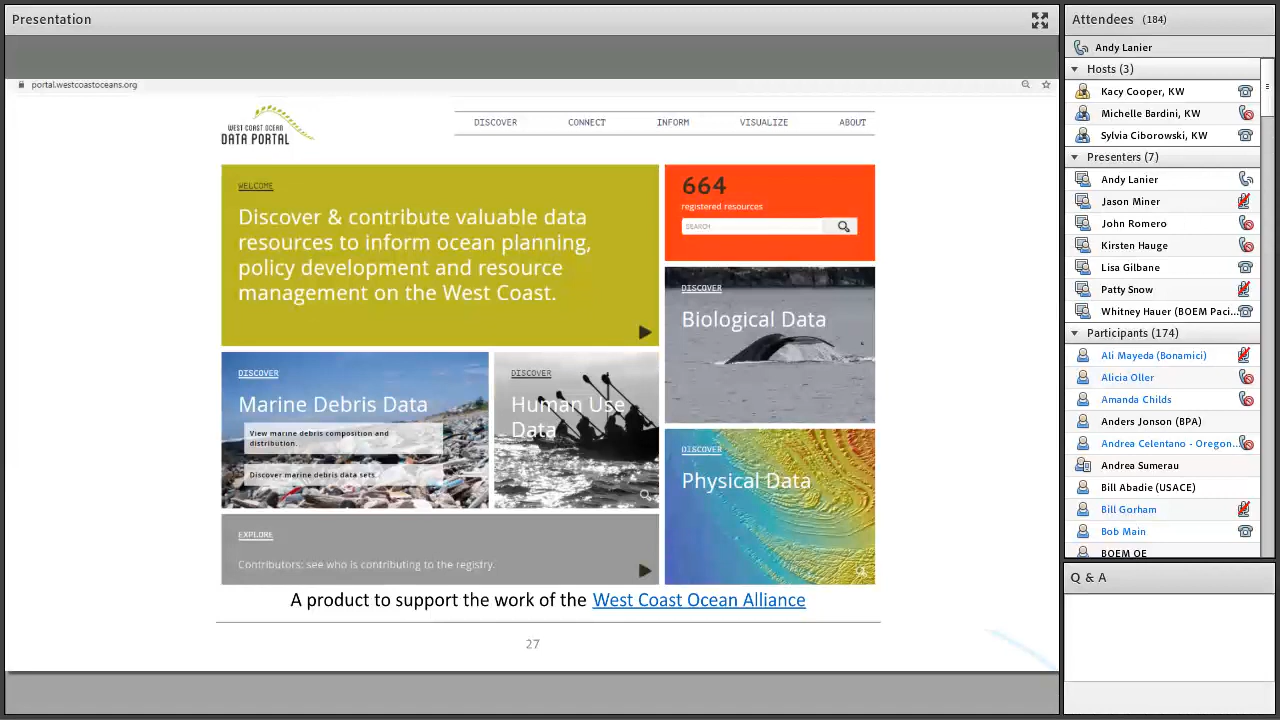 Presentation
portal.westcoastoceans.org
WEST COAST OCEAN
DATA PORTAL
DISCOVER CONNECT INFORM VISUALIZE ABOUT
WELCOME
Discover & contribute valuable data
resources to inform ocean planning,
policy development and resource
management on the West Coast.
664
registered resources
SEARCH
DISCOVER
Biological Data
DISCOVER
Marine Debris Data
View marine debris composition and
distribution.
Discover marine debris data sets.
DISCOVER
Human Use
Data
DISCOVER
Physical Data
EXPLORE
Contributors: see who is contributing to the registry.
A product to support the work of the West Coast Ocean Alliance
27
Attendees (184)
Andy Lanier
Hosts (3)
Kacy Cooper, KW
Michelle Bardini, KW
Sylvia Ciborowski, KW
Presenters (7)
Andy Lanier
Jason Miner
John Romero
Kirsten Hauge
Lisa Gilbane
Patty Snow
Whitney Hauer (BOEM Paci...
Participants (174)
Ali Mayeda (Bonamici)
Alicia Oller
Amanda Childs
Anders Jonson (BPA)
Andrea Celentano - Oregon...
Andrea Sumerau
Bill Abadie (USACE)
Bill Gorham
Bob Main
BOEM OE
Q & A